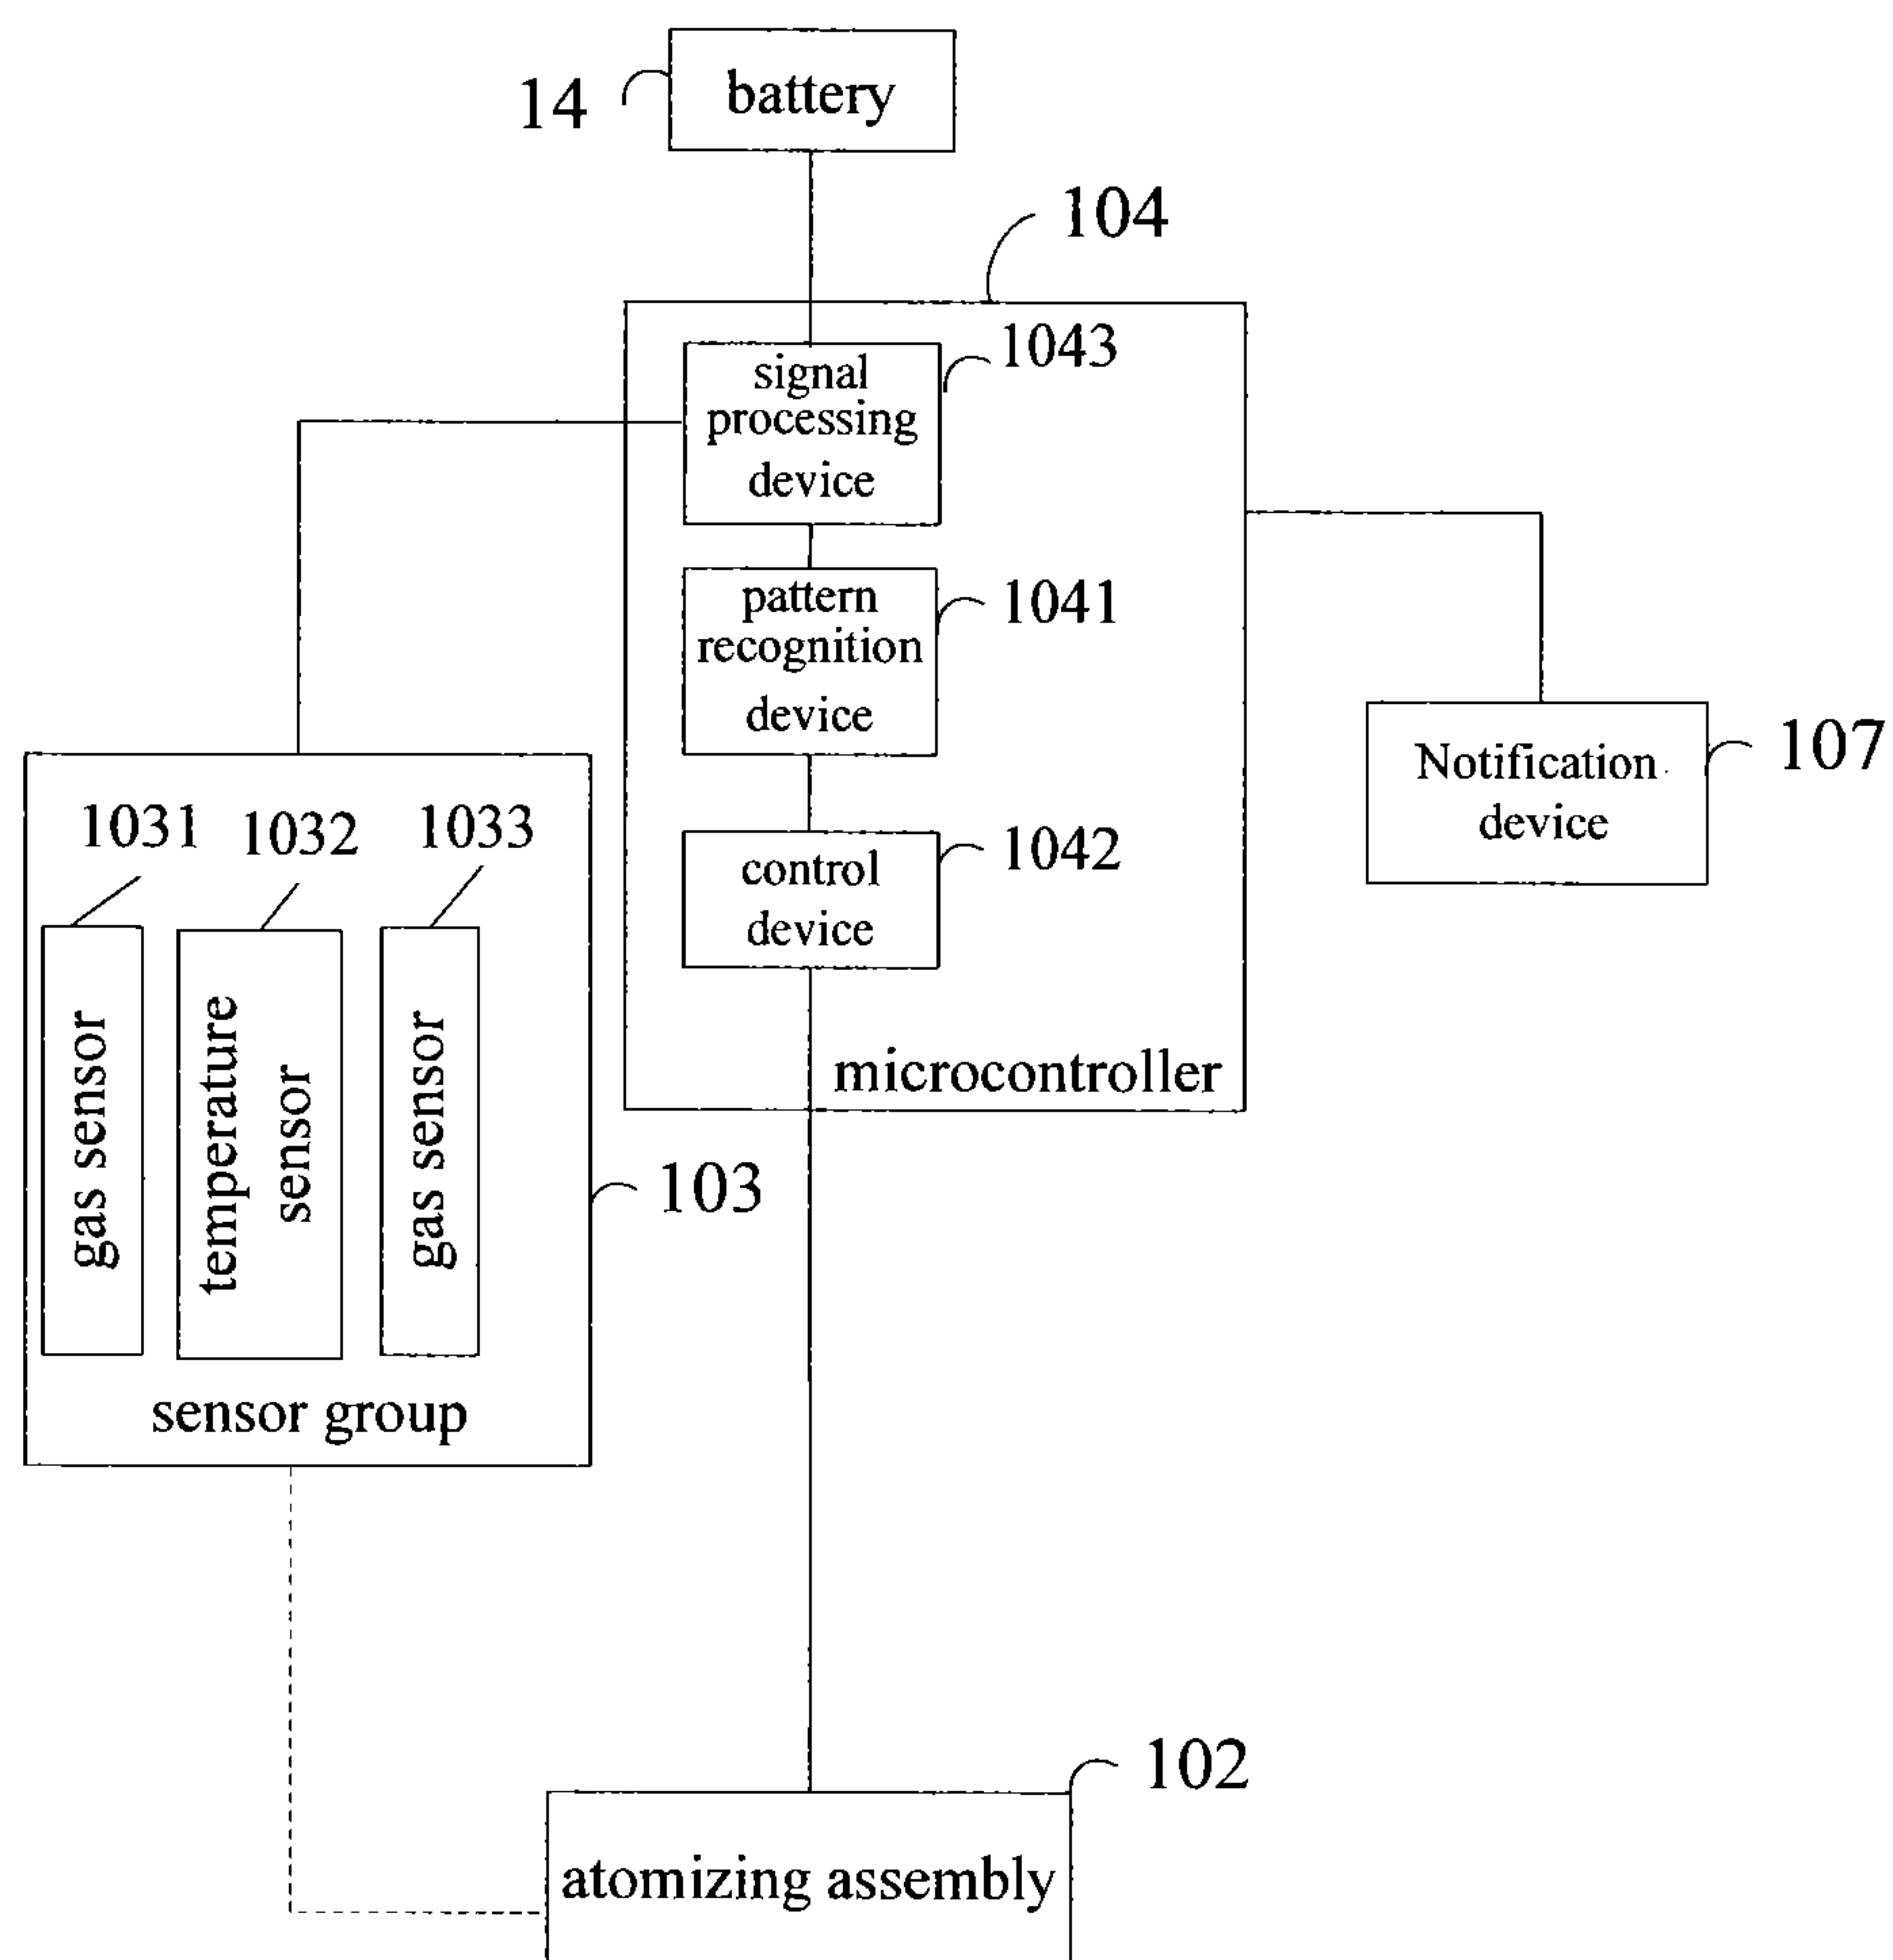 14
battery
104
1043
signal
processing
device
1041
pattern
recognition
device
1042
control
device
microcontroller
107
Notification
device
1031
1032
1033
gas sensor
temperature
sensor
gas sensor
sensor group
103
102
atomizing assembly